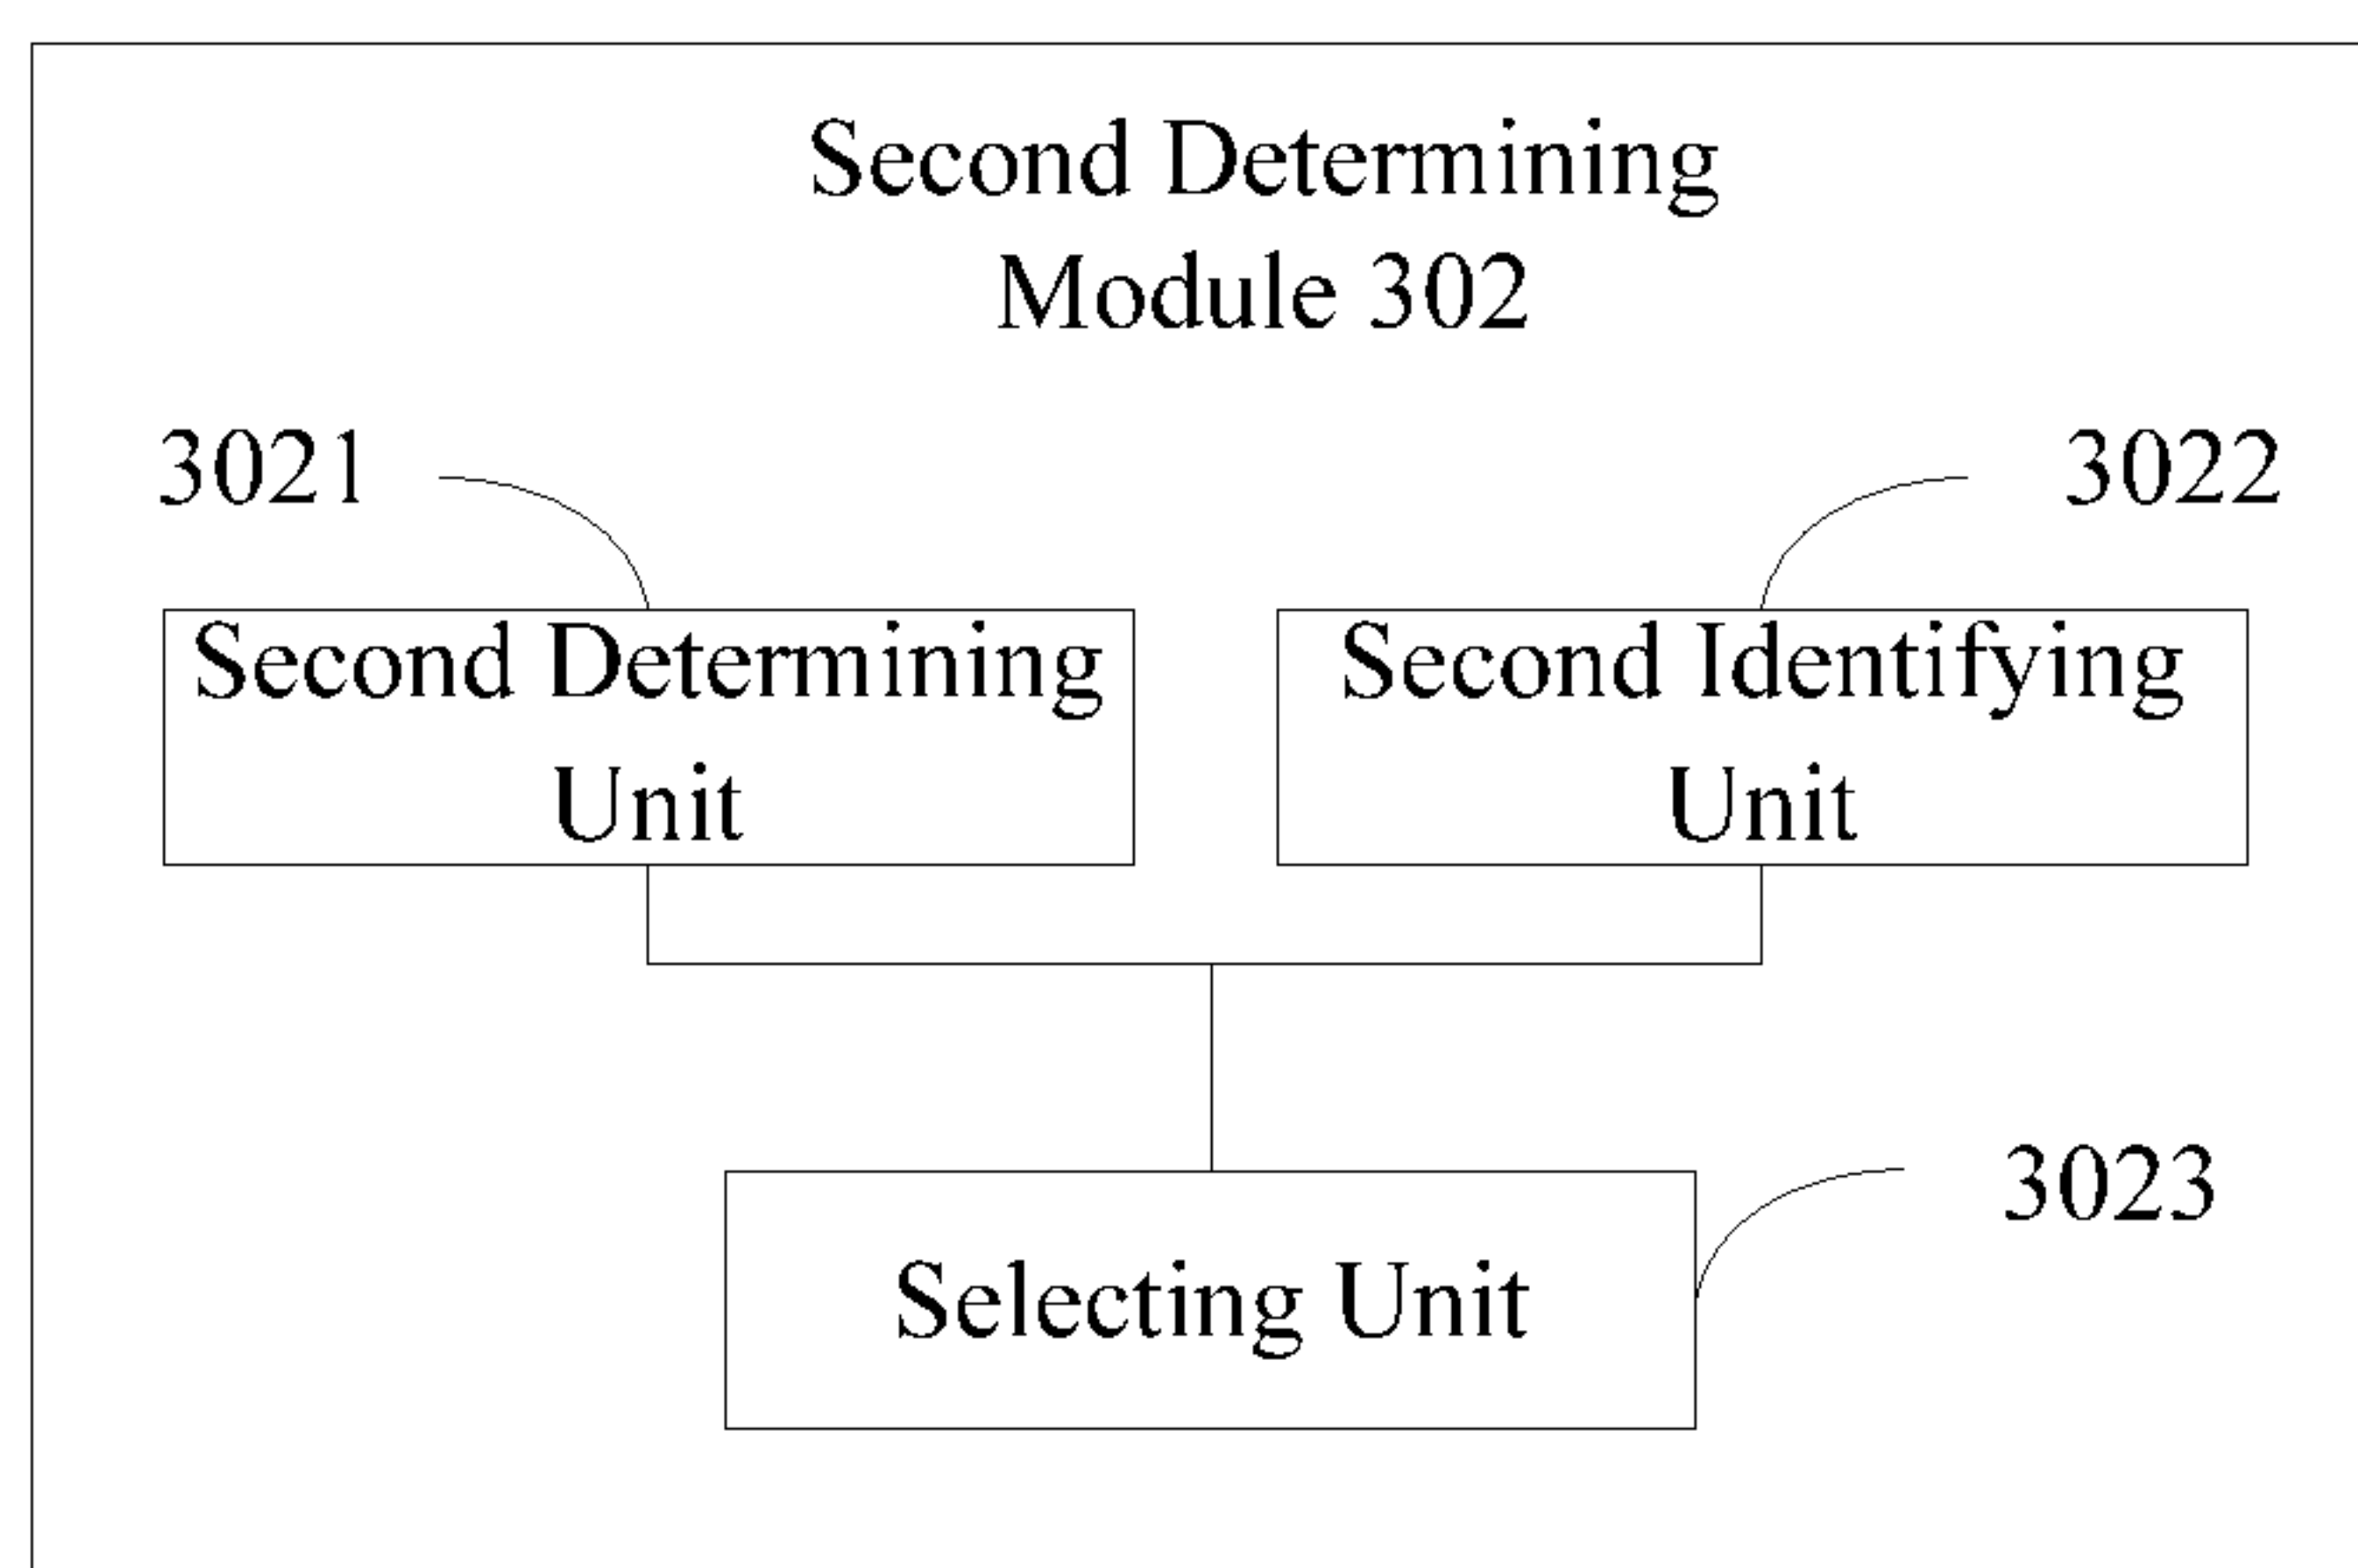 Second Determining
Module 302
3021
3022
Second Determining
Unit
Second Identifying
Unit
3023
Selecting Unit